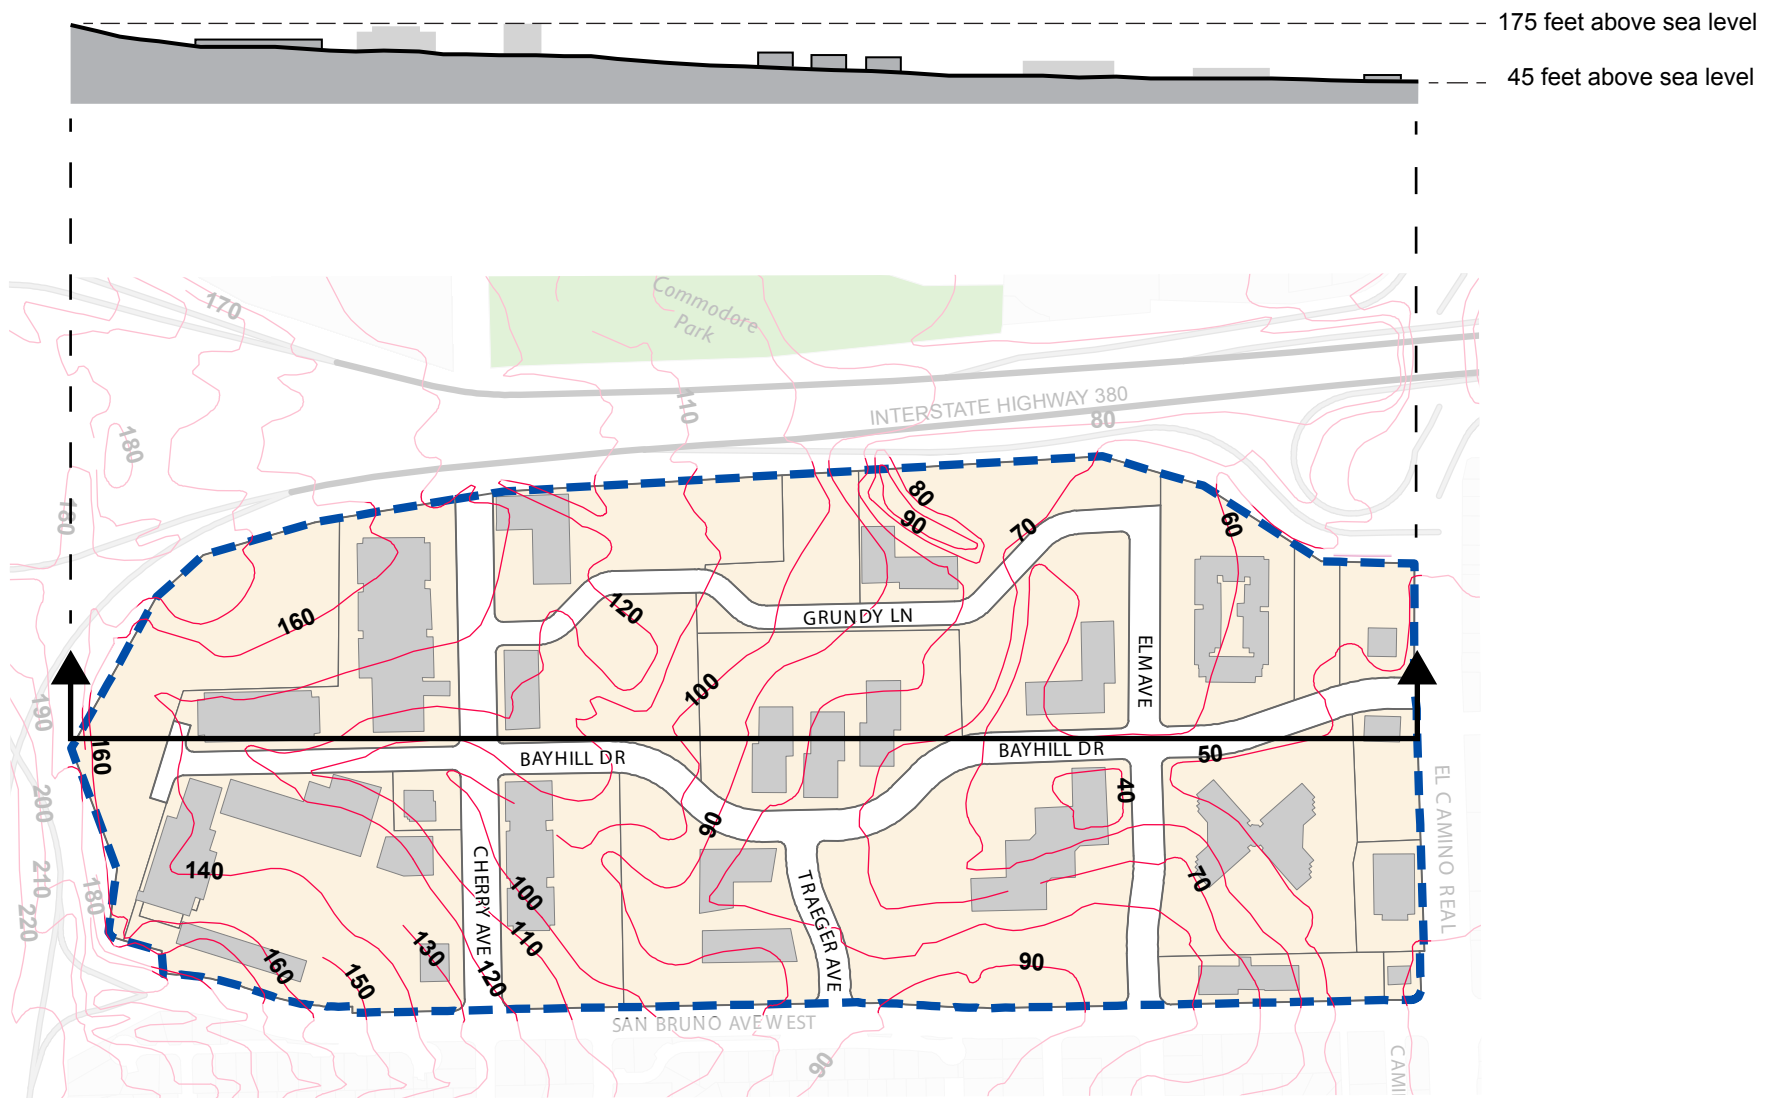 175 feet above sea level
45 feet above sea level
Commodore
Park
170
110
INTERSTATE HIGHWAY 380
80
180
180
80
90
70
60
160
120
GRUNDY LN
ELM AVE
100
190
160
BAYHILL DR
BAYHILL DR
50
200
40
90
EL CAMINO REAL
140
210
180
220
CHERRY AVE
100
110
TRAEGER AVE
70
130
160
150
120
90
SAN BRUNO AVE WEST
90
CAMI